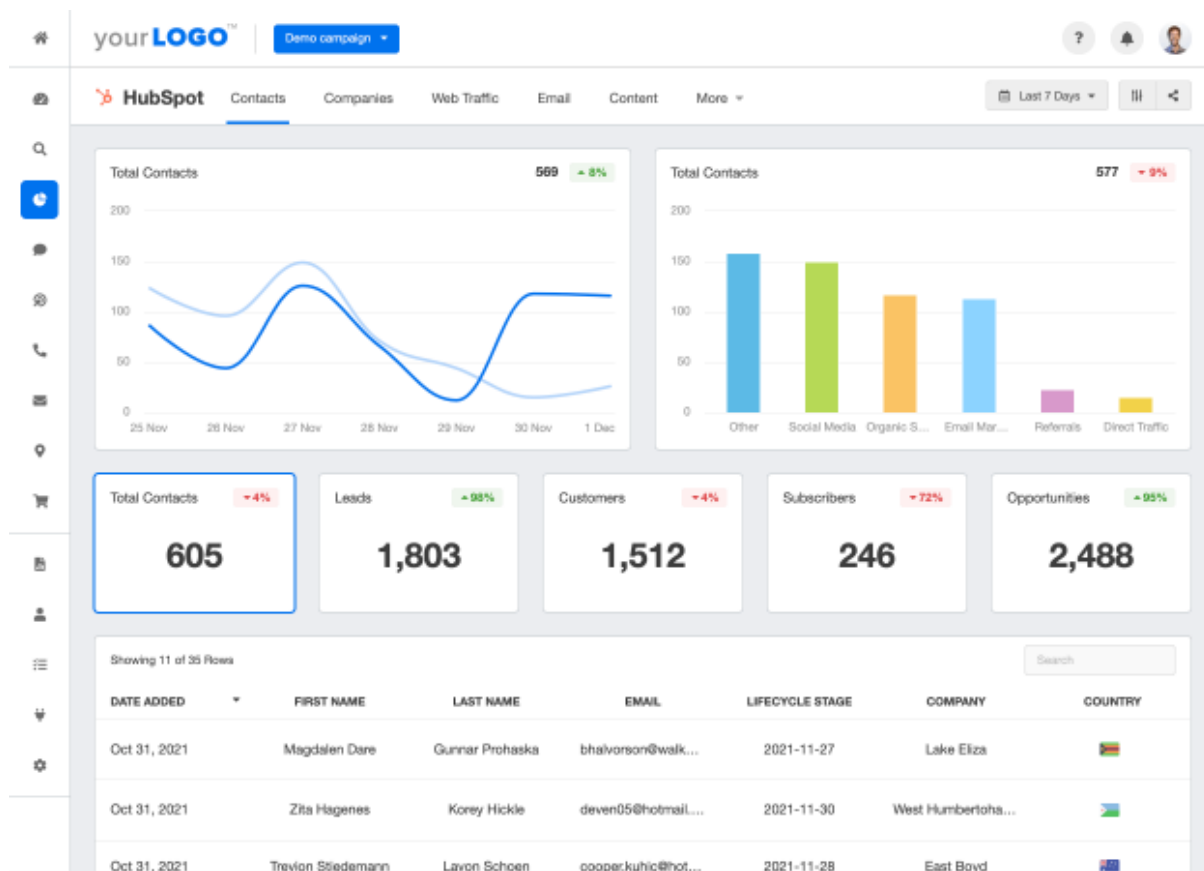 yourLOGO™ Demo campaign ?
HubSpot Contacts Companies Web Traffic Email Content More Last 7 Days
Total Contacts 569 8%
200
150
100
50
0
25 Nov 26 Nov 27 Nov 28 Nov 29 Nov 30 Nov 1 Dec
Total Contacts 577 9%
200
150
100
50
0
Other Social Media Organic S... Email Mar... Referrals Direct Traffic
Total Contacts 4%
605
Leads 98%
1,803
Customers 4%
1,512
Subscribers 72%
246
Opportunities 95%
2,488
Showing 11 of 35 Rows Search
DATE ADDED FIRST NAME LAST NAME EMAIL LIFECYCLE STAGE COMPANY COUNTRY
Oct 31, 2021 Magdalen Dare Gunnar Prohaska bhalvorson@walk... 2021-11-27 Lake Eliza
Oct 31, 2021 Zita Hagenes Korey Hickle deven05@hotmail.... 2021-11-30 West Humbertoha...
Oct 31, 2021 Trevion Stiedemann Lavon Schoen cooper.kuhic@hot... 2021-11-28 East Boyd